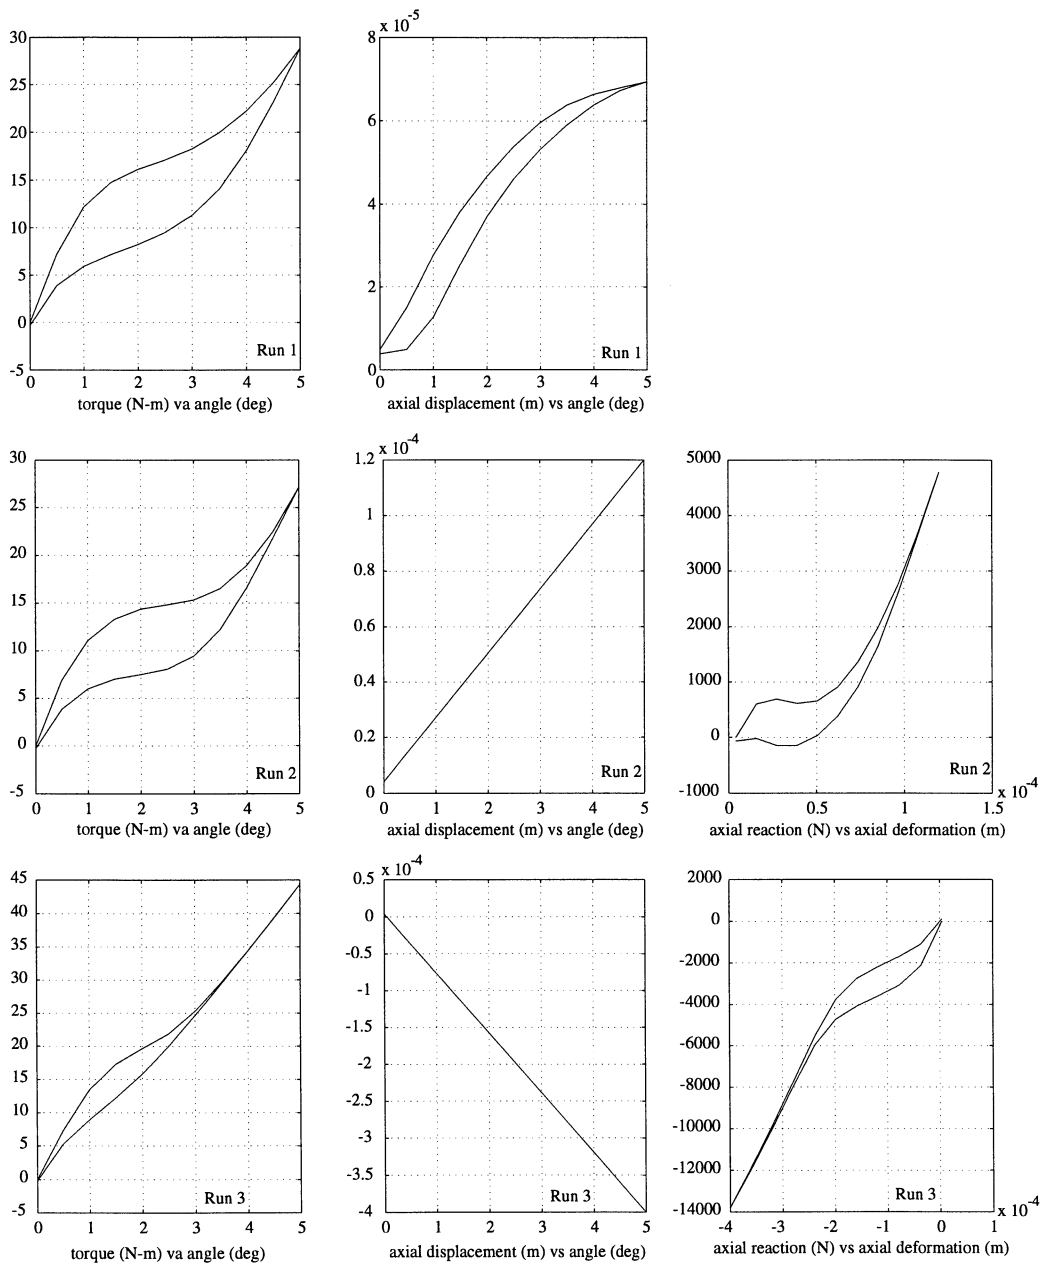 30
25
20
15
10
5
0
-5
Run 1
0 1 2 3 4 5
torque (N-m) va angle (deg)
x 10-5
8
6
4
2
0
Run 1
0 1 2 3 4 5
axial displacement (m) vs angle (deg)
30
25
20
15
10
5
0
-5
Run 2
0 1 2 3 4 5
torque (N-m) va angle (deg)
x 10-4
1.2
1
0.8
0.6
0.4
0.2
0
Run 2
0 1 2 3 4 5
axial displacement (m) vs angle (deg)
5000
4000
3000
2000
1000
0
-1000
Run 2
x 10-4
0 0.5 1 1.5
axial reaction (N) vs axial deformation (m)
45
40
35
30
25
20
15
10
5
0
-5
Run 3
0 1 2 3 4 5
torque (N-m) va angle (deg)
x 10-4
0.5
0
-0.5
-1
-1.5
-2
-2.5
-3
-3.5
-4
Run 3
0 1 2 3 4 5
axial displacement (m) vs angle (deg)
2000
0
-2000
-4000
-6000
-8000
-10000
-12000
-14000
Run 3
x 10-4
-4 -3 -2 -1 0 1
axial reaction (N) vs axial deformation (m)